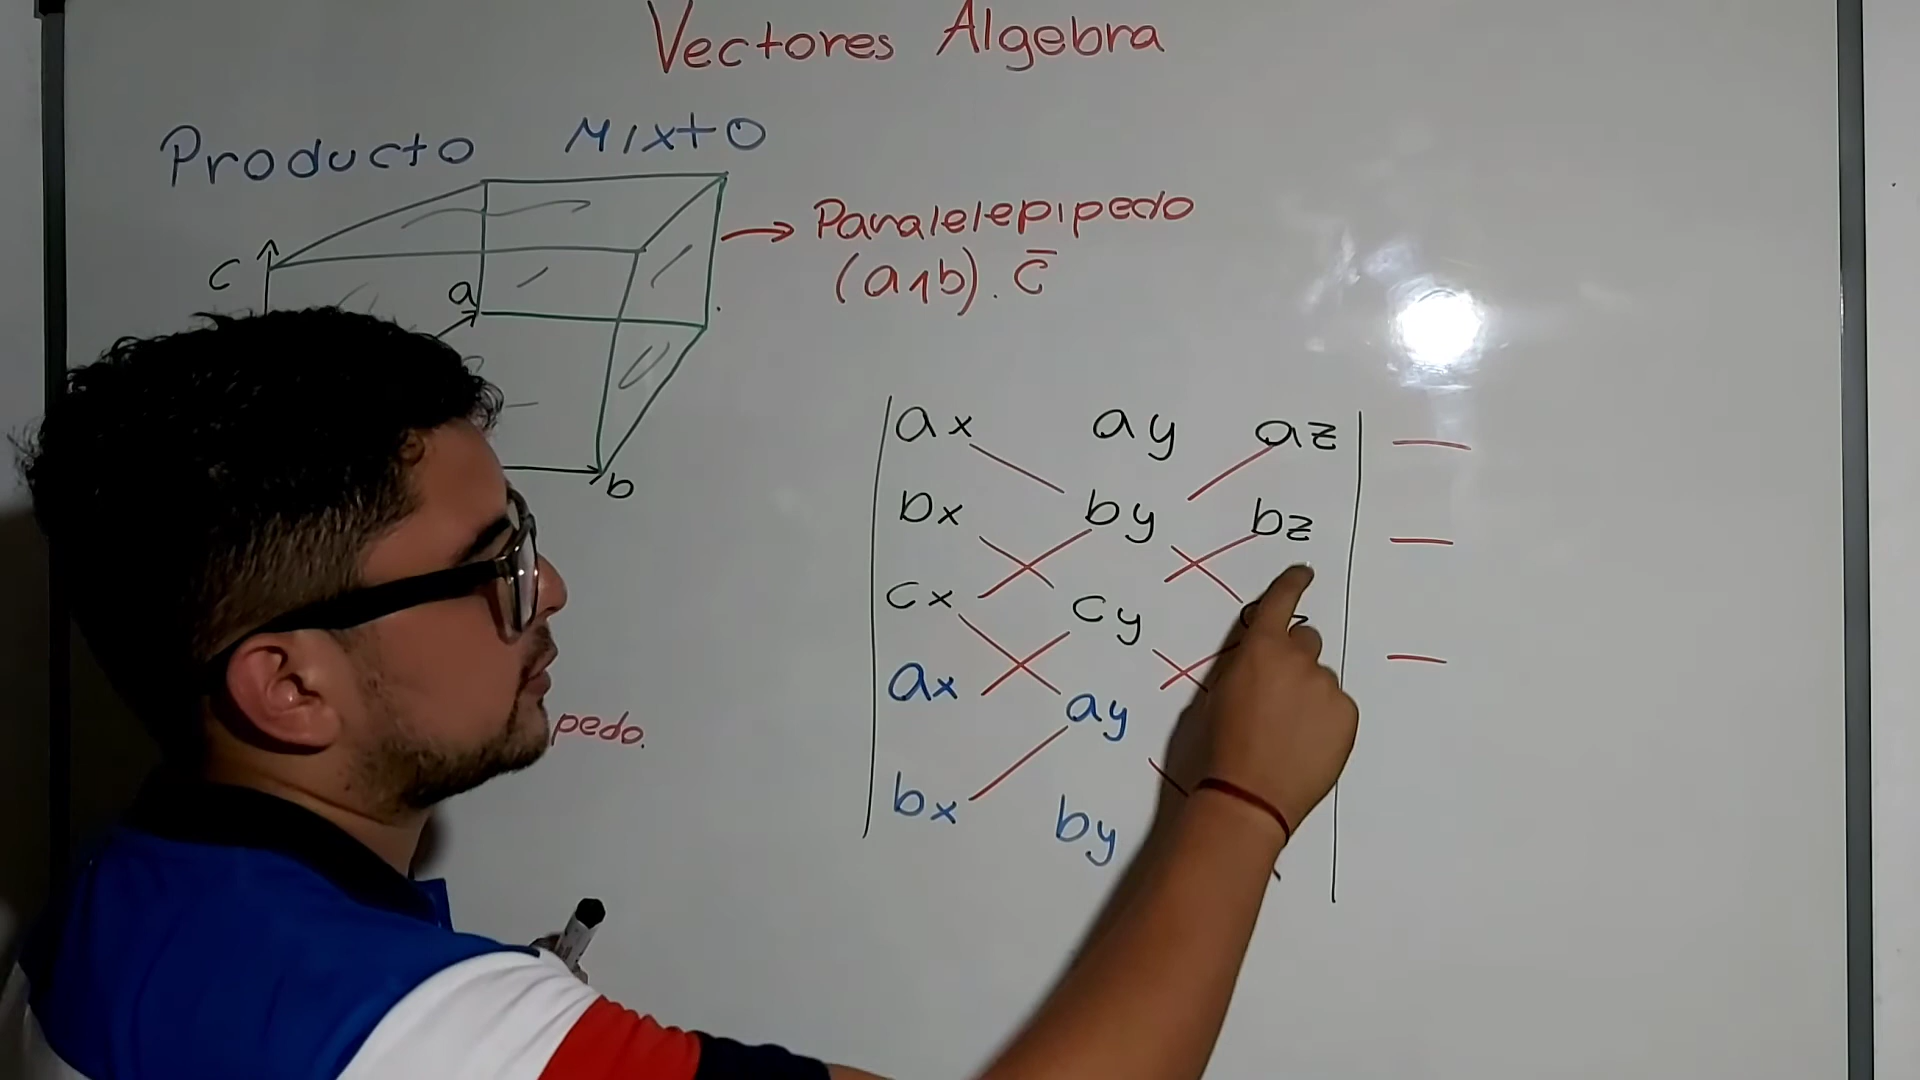 Vectores Algebra
Producto Mixto
Paralelepipedo
(a∧b).c̅
c
a
b
pedo.
ax ay az
bx by bz
cx cy
ax ay
bx by